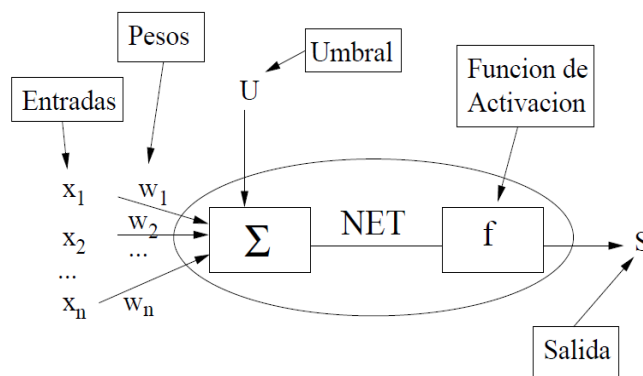 Pesos
Umbral
Funcion de
Activacion
Entradas
U
x1 w1
x2 w2
... ...
xn wn
Σ
NET
f
S
Salida